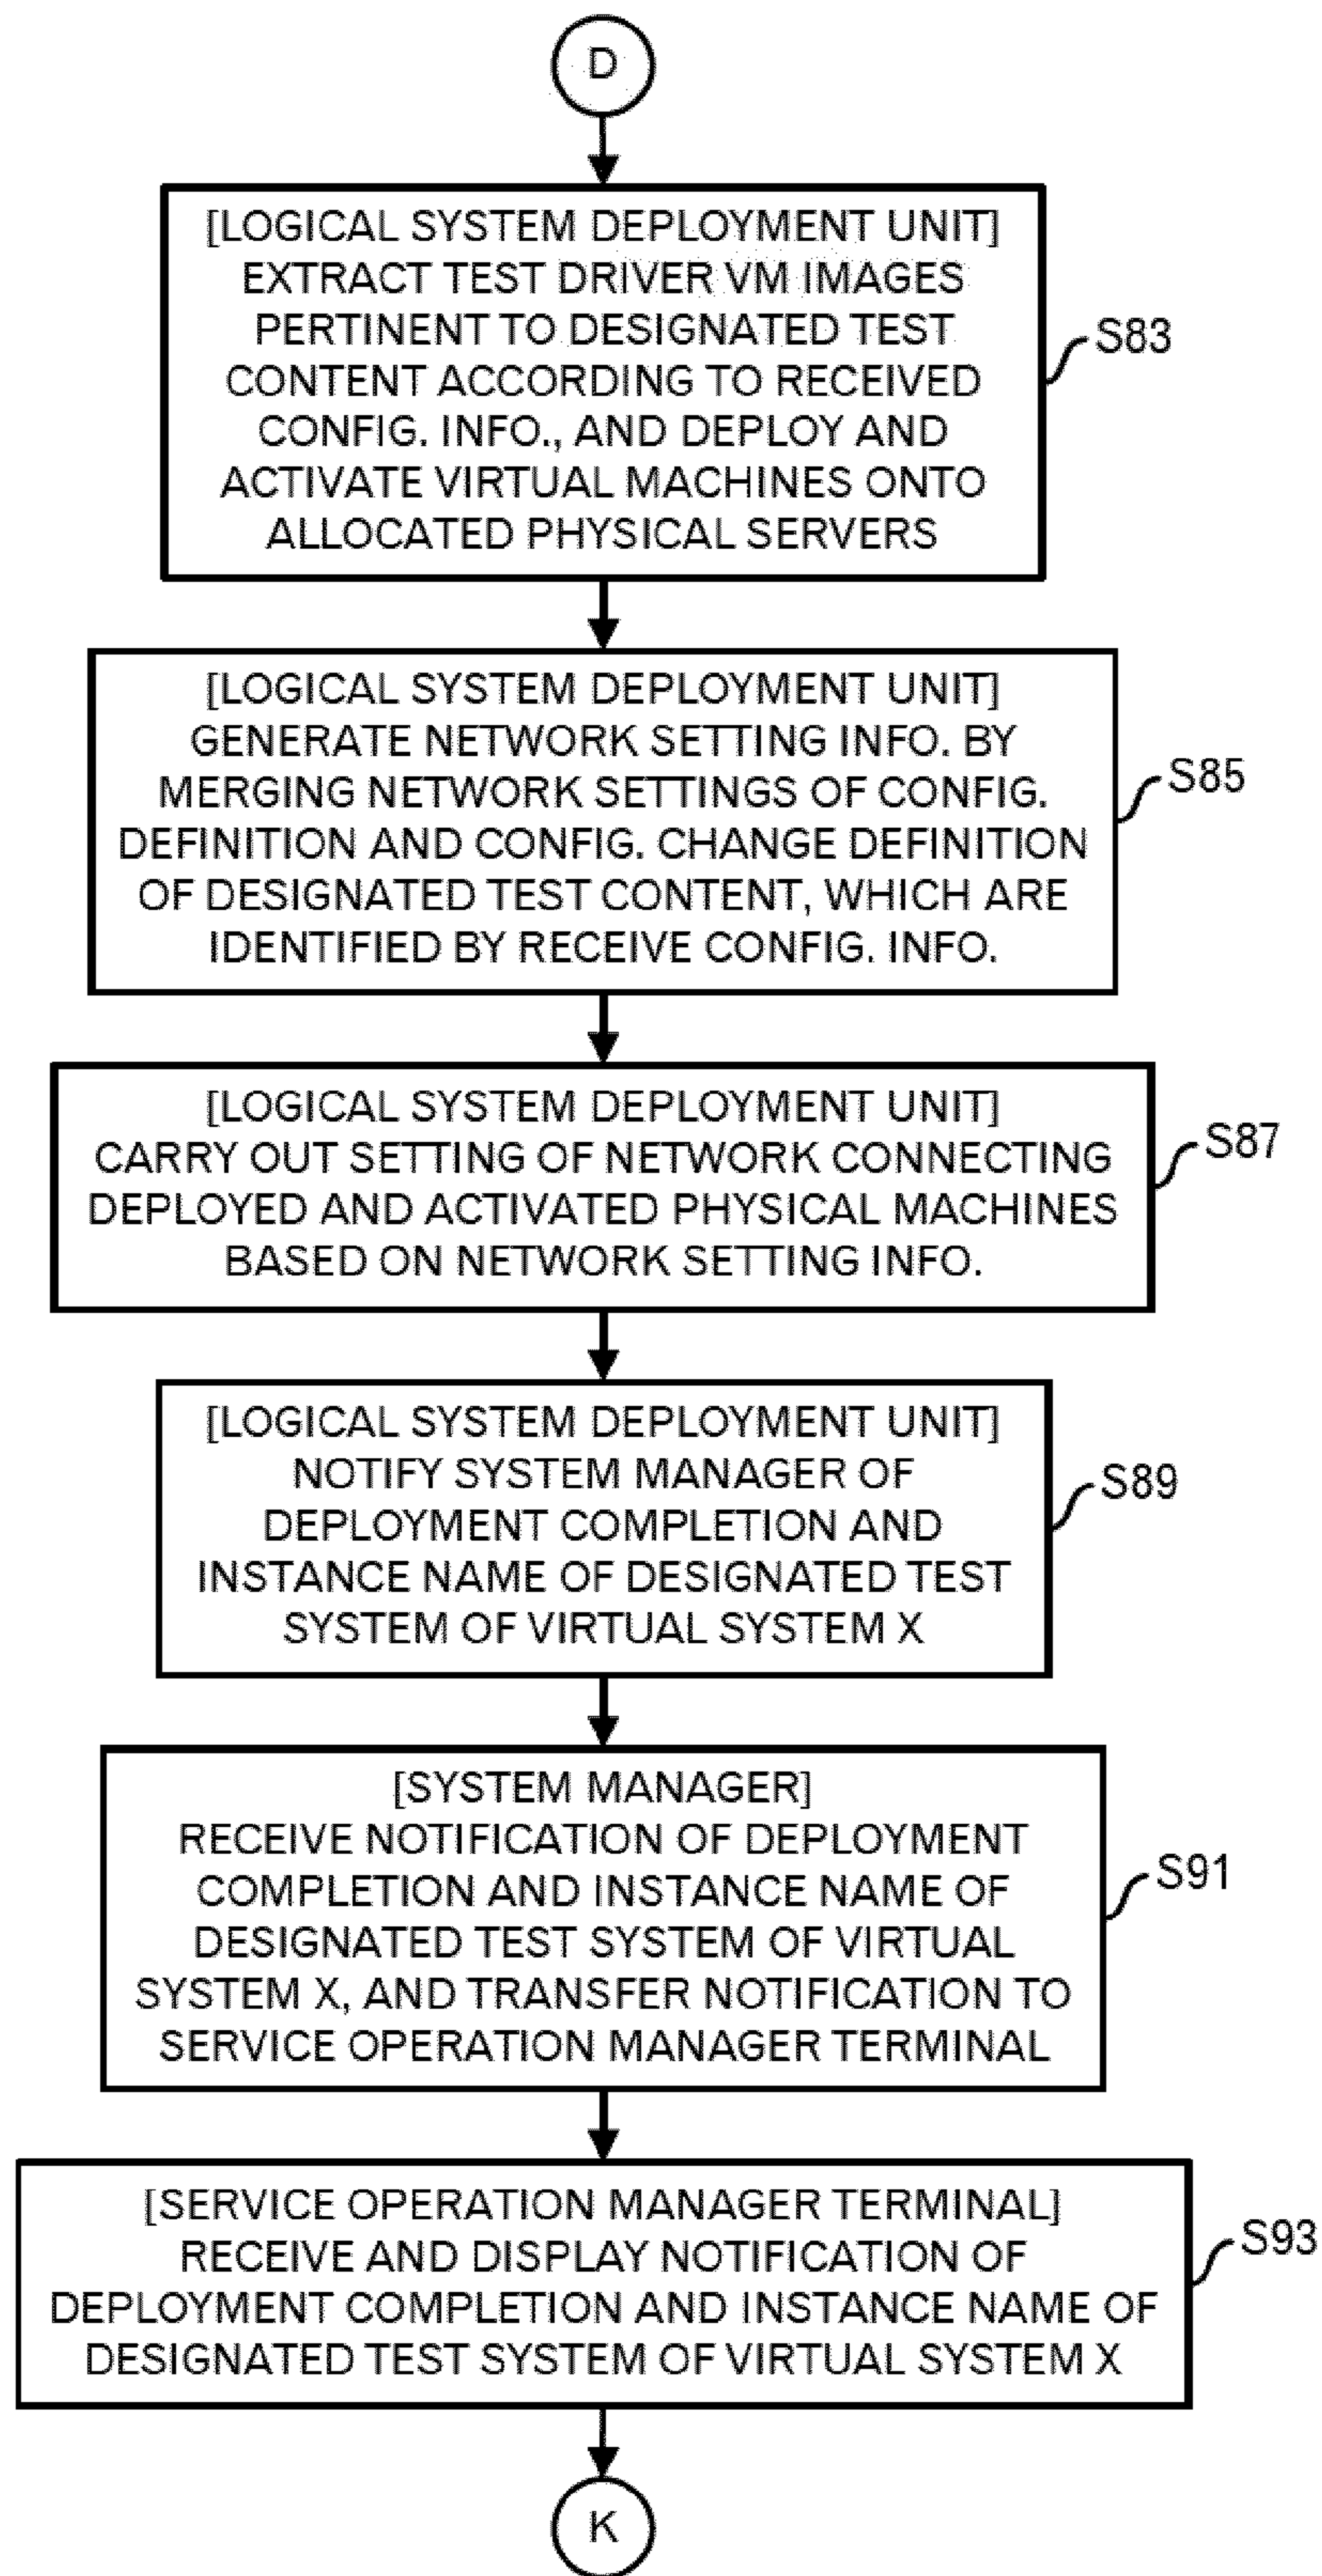 D
[LOGICAL SYSTEM DEPLOYMENT UNIT]
EXTRACT TEST DRIVER VM IMAGES
PERTINENT TO DESIGNATED TEST
CONTENT ACCORDING TO RECEIVED
CONFIG. INFO., AND DEPLOY AND
ACTIVATE VIRTUAL MACHINES ONTO
ALLOCATED PHYSICAL SERVERS
S83
[LOGICAL SYSTEM DEPLOYMENT UNIT]
GENERATE NETWORK SETTING INFO. BY
MERGING NETWORK SETTINGS OF CONFIG.
DEFINITION AND CONFIG. CHANGE DEFINITION
OF DESIGNATED TEST CONTENT, WHICH ARE
IDENTIFIED BY RECEIVE CONFIG. INFO.
S85
[LOGICAL SYSTEM DEPLOYMENT UNIT]
CARRY OUT SETTING OF NETWORK CONNECTING
DEPLOYED AND ACTIVATED PHYSICAL MACHINES
BASED ON NETWORK SETTING INFO.
S87
[LOGICAL SYSTEM DEPLOYMENT UNIT]
NOTIFY SYSTEM MANAGER OF
DEPLOYMENT COMPLETION AND
INSTANCE NAME OF DESIGNATED TEST
SYSTEM OF VIRTUAL SYSTEM X
S89
[SYSTEM MANAGER]
RECEIVE NOTIFICATION OF DEPLOYMENT
COMPLETION AND INSTANCE NAME OF
DESIGNATED TEST SYSTEM OF VIRTUAL
SYSTEM X, AND TRANSFER NOTIFICATION TO
SERVICE OPERATION MANAGER TERMINAL
S91
[SERVICE OPERATION MANAGER TERMINAL]
RECEIVE AND DISPLAY NOTIFICATION OF
DEPLOYMENT COMPLETION AND INSTANCE NAME OF
DESIGNATED TEST SYSTEM OF VIRTUAL SYSTEM X
S93
K